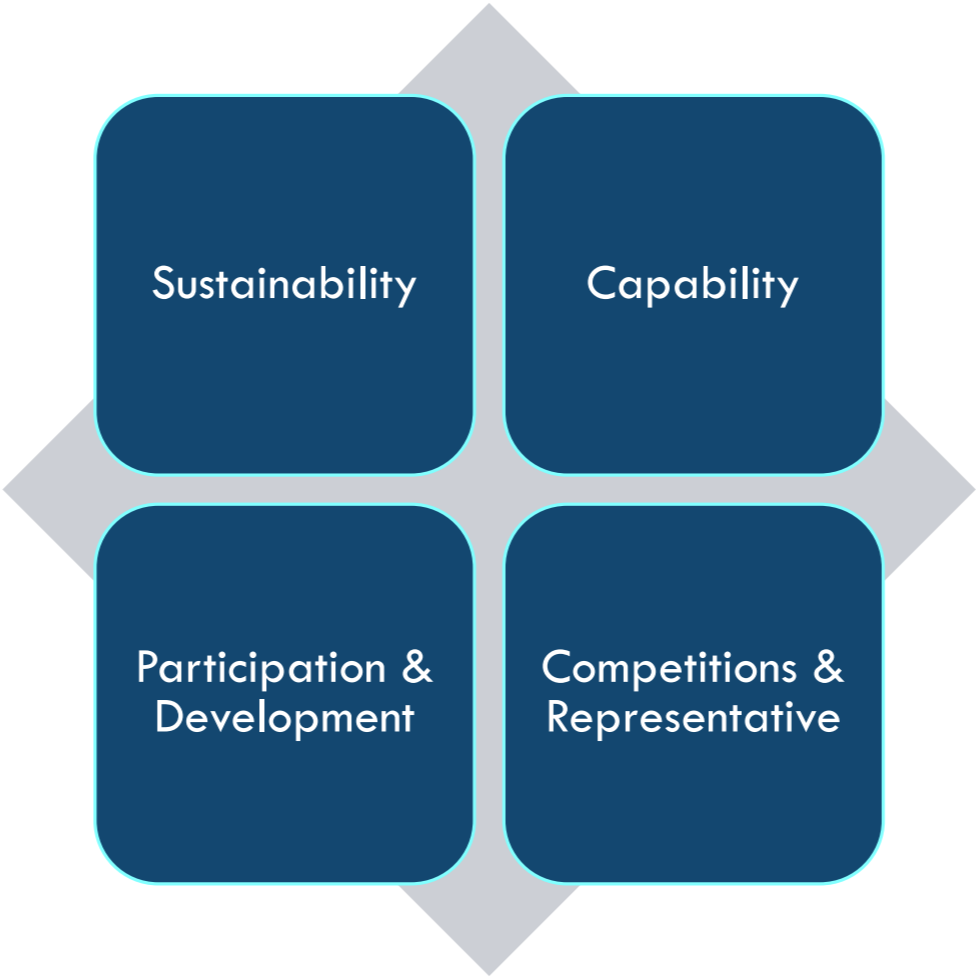 Sustainability
Capability
Participation &
Development
Competitions &
Representative